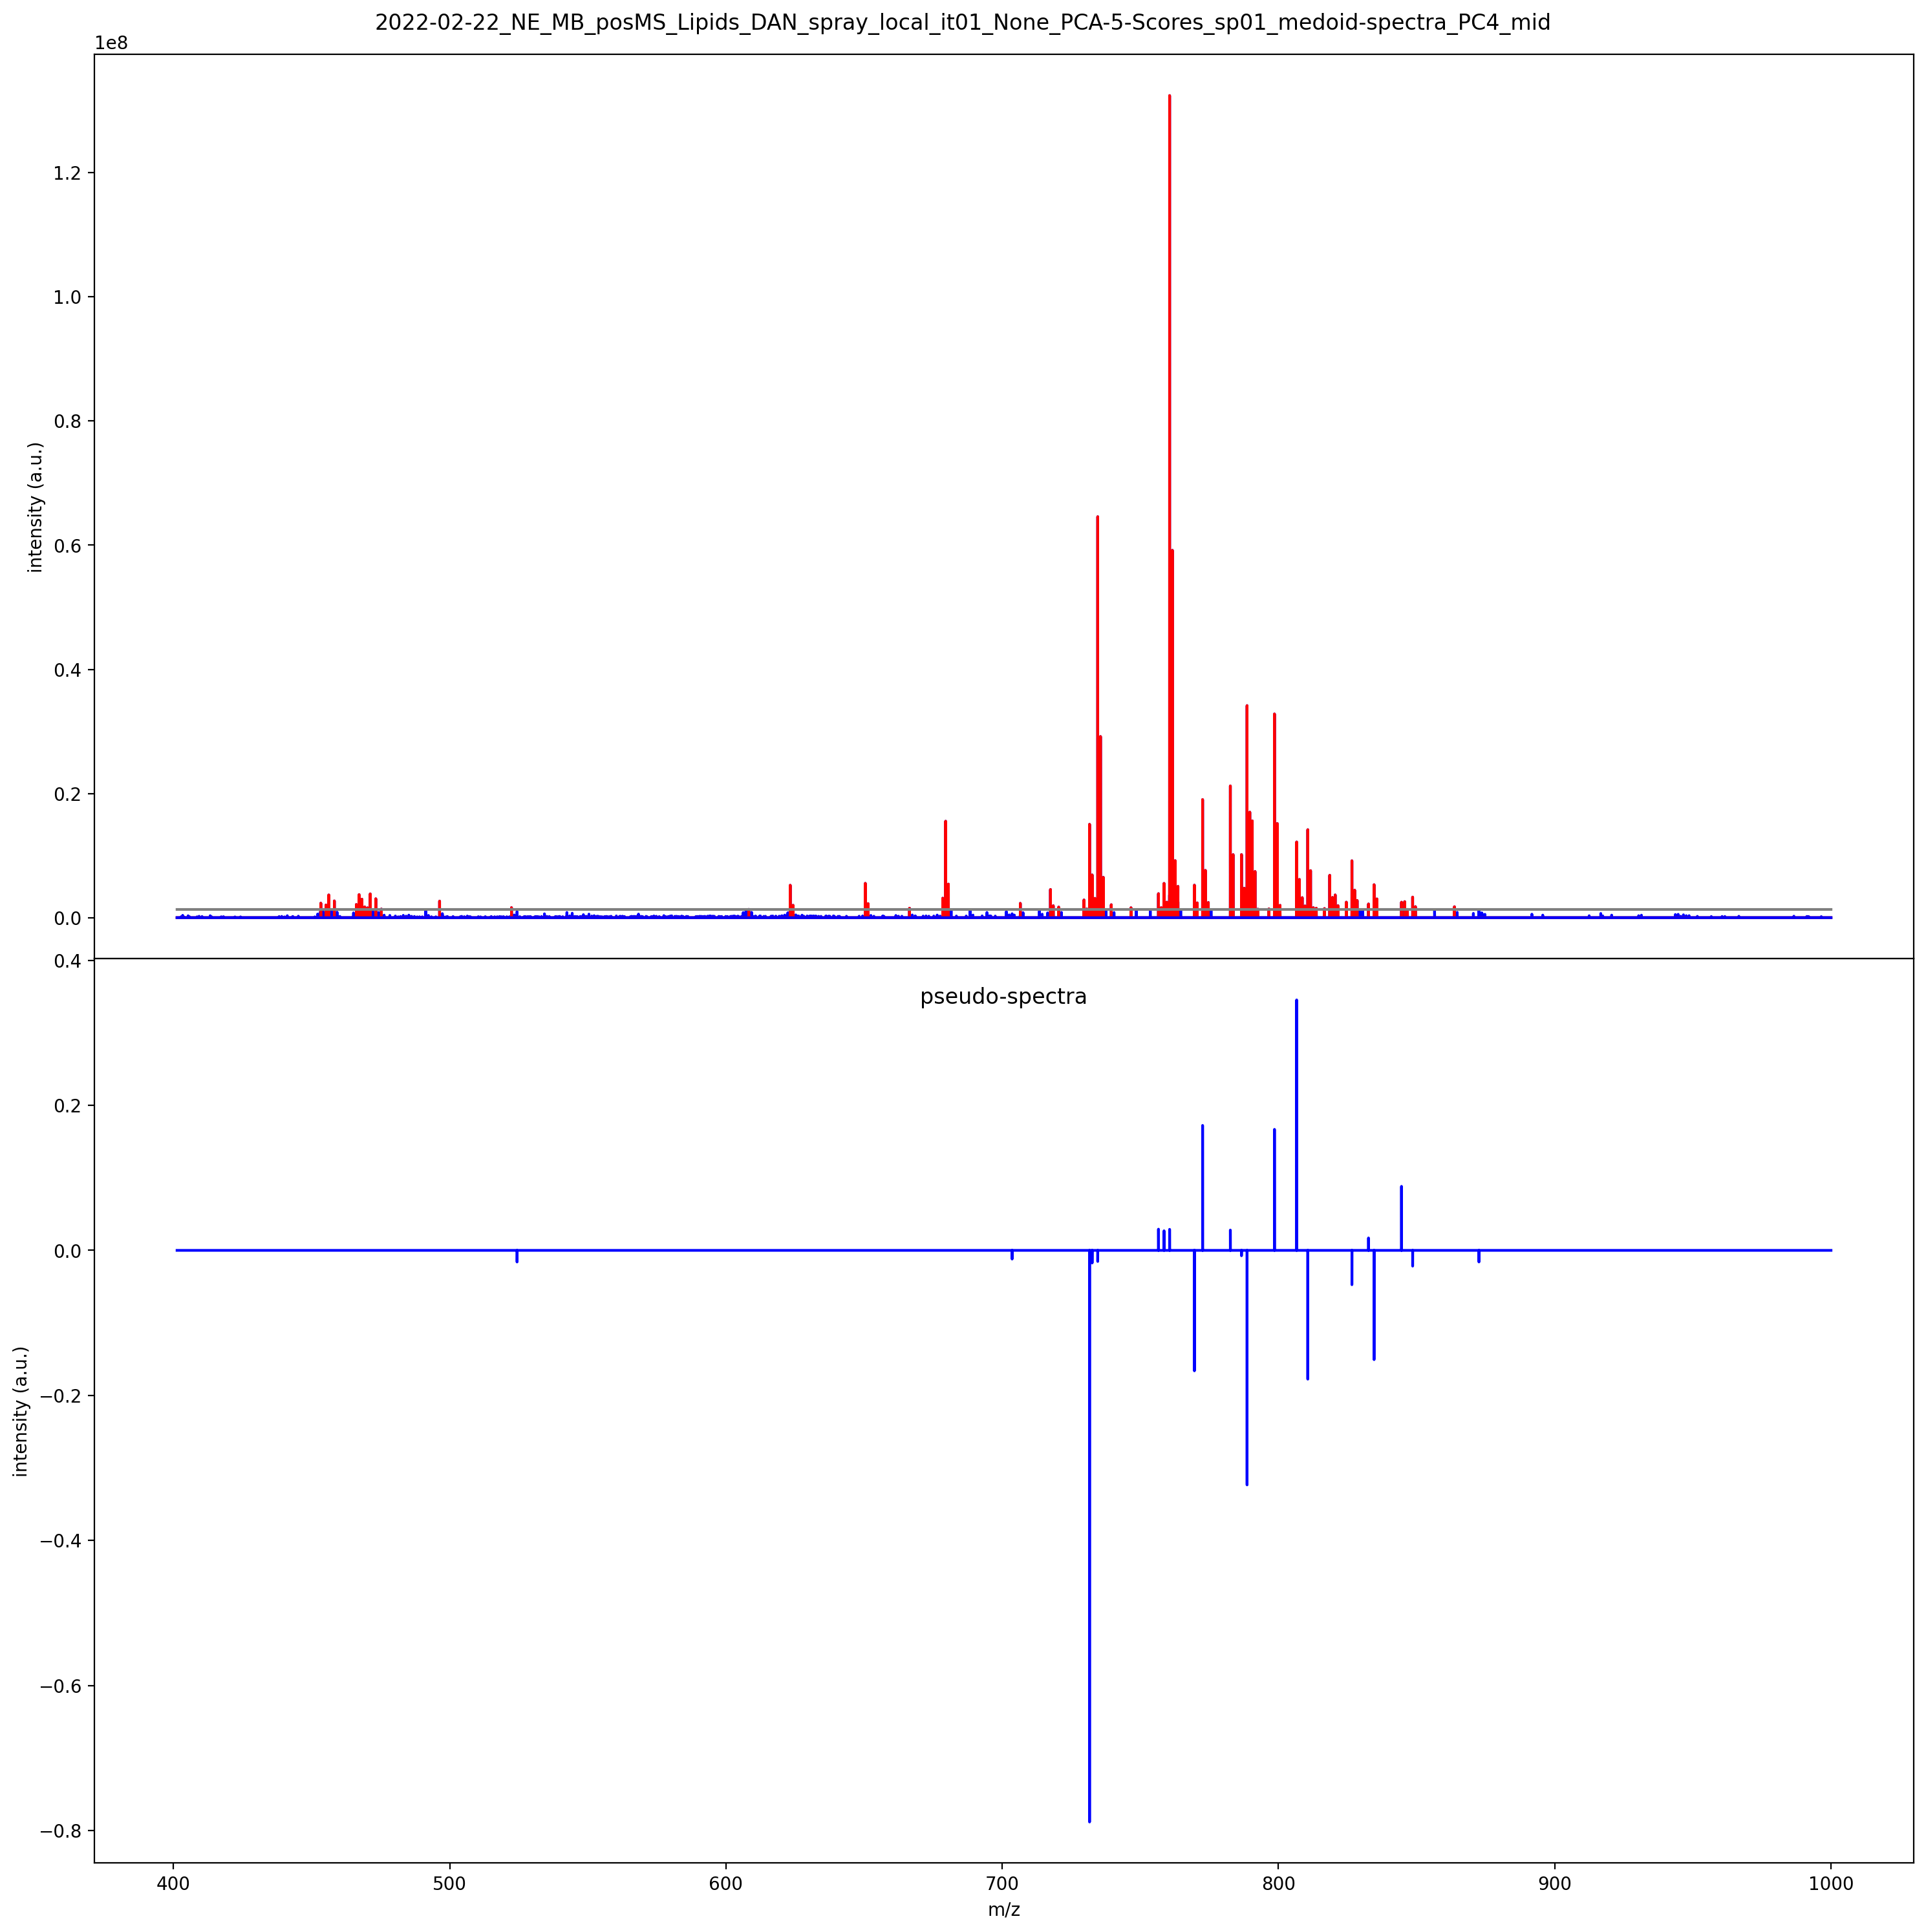 2022-02-22_NE_MB_posMS_Lipids_DAN_spray_local_it01_None_PCA-5-Scores_sp01_medoid-spectra_PC4_mid
1e8
1.2
1.0
0.8
0.6
0.4
0.2
0.0
intensity (a.u.)
pseudo-spectra
0.4
0.2
0.0
−0.2
−0.4
−0.6
−0.8
intensity (a.u.)
400 500 600 700 800 900 1000
m/z